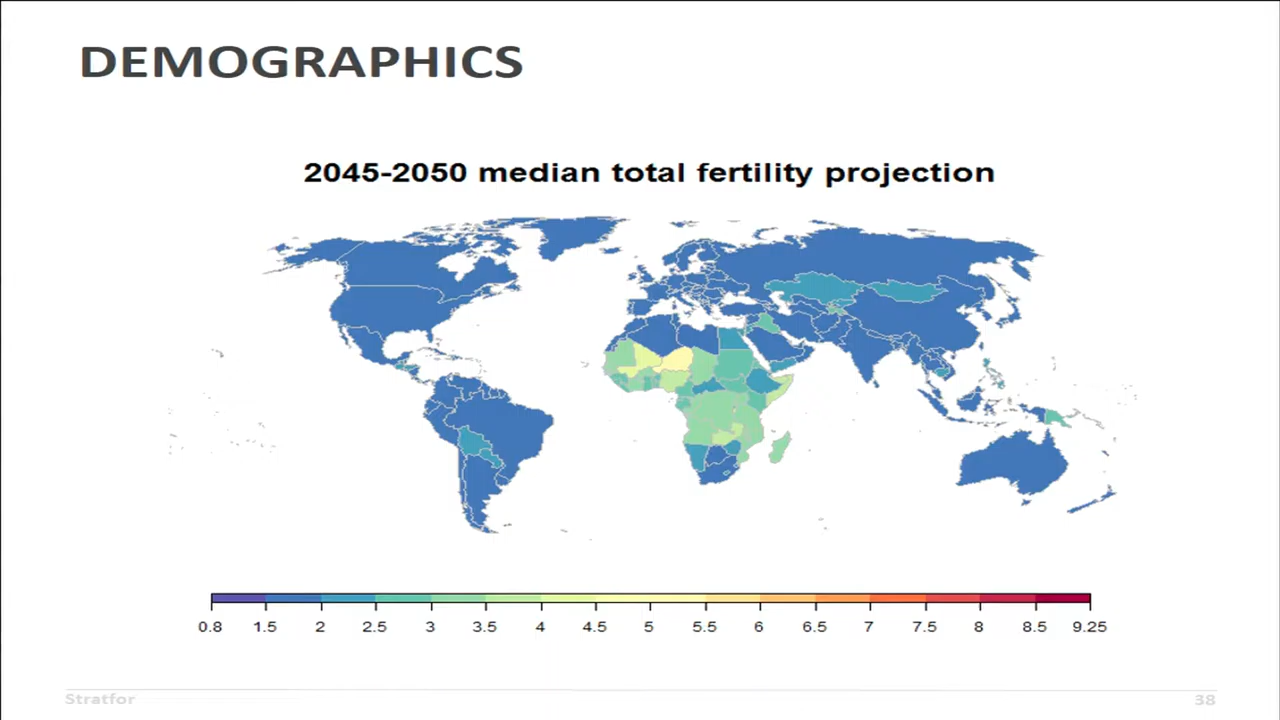 DEMOGRAPHICS
2045-2050 median total fertility projection
0.8 1.5 2 2.5 3 3.5 4 4.5 5 5.5 6 6.5 7 7.5 8 8.5 9.25
Stratfor 38